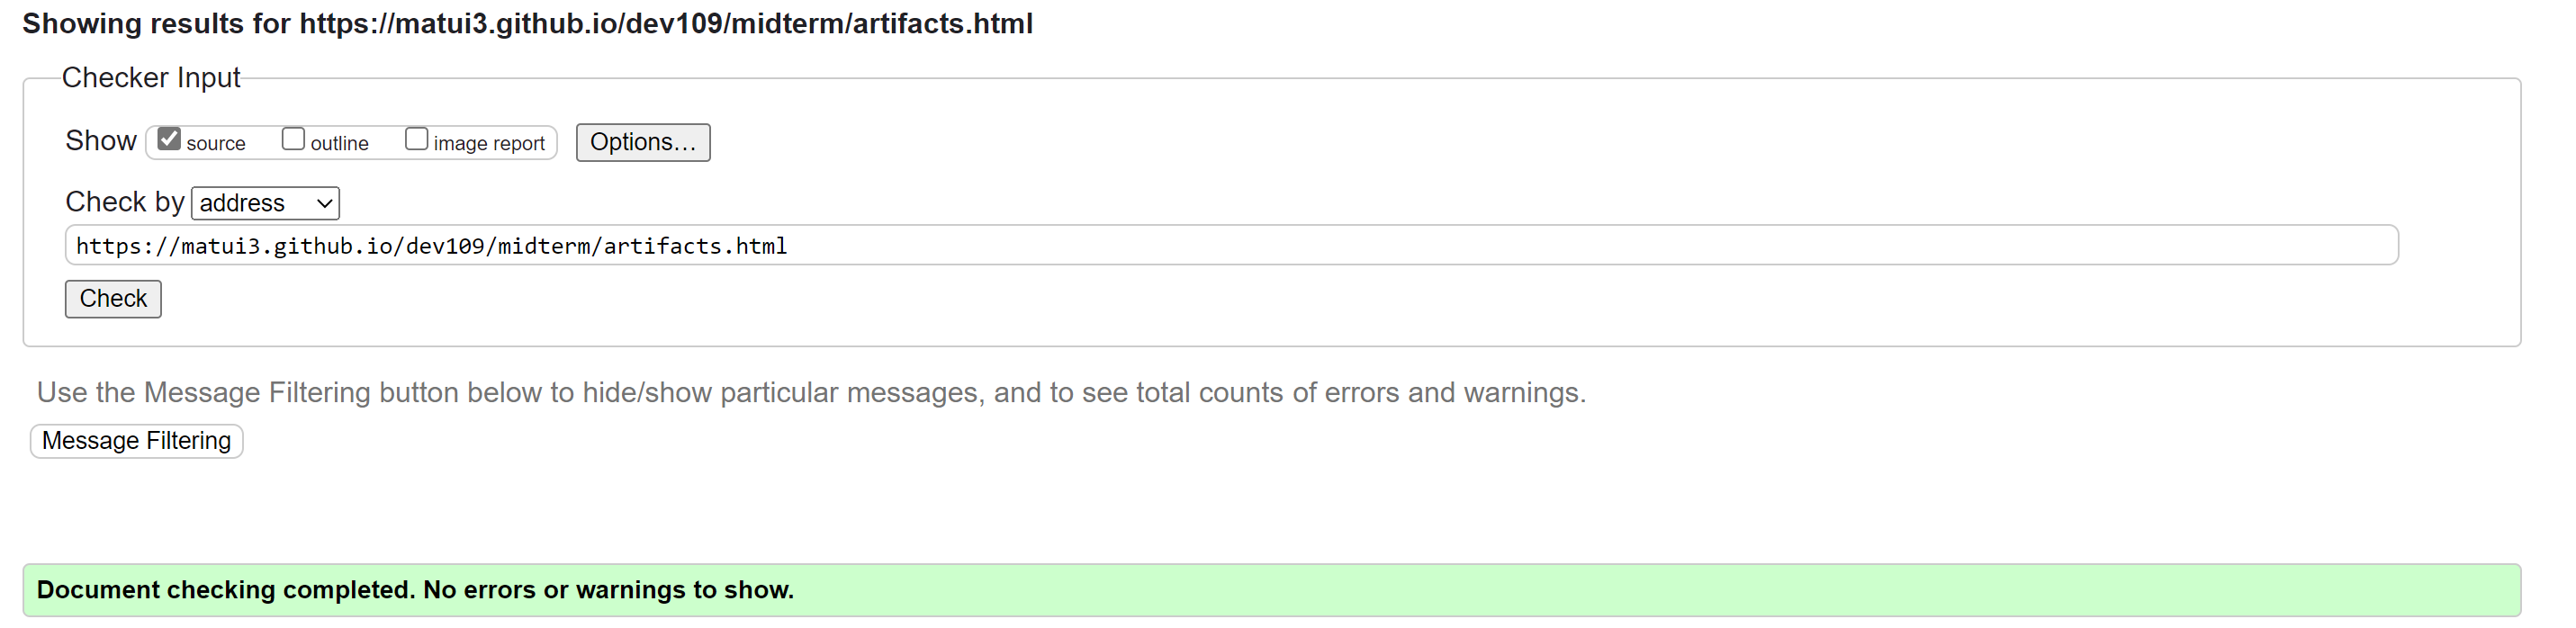 Showing results for https://matui3.github.io/dev109/midterm/artifacts.html
Checker Input
Show source outline image report Options...
Check by address
https://matui3.github.io/dev109/midterm/artifacts.html
Check
Use the Message Filtering button below to hide/show particular messages, and to see total counts of errors and warnings.
Message Filtering
Document checking completed. No errors or warnings to show.